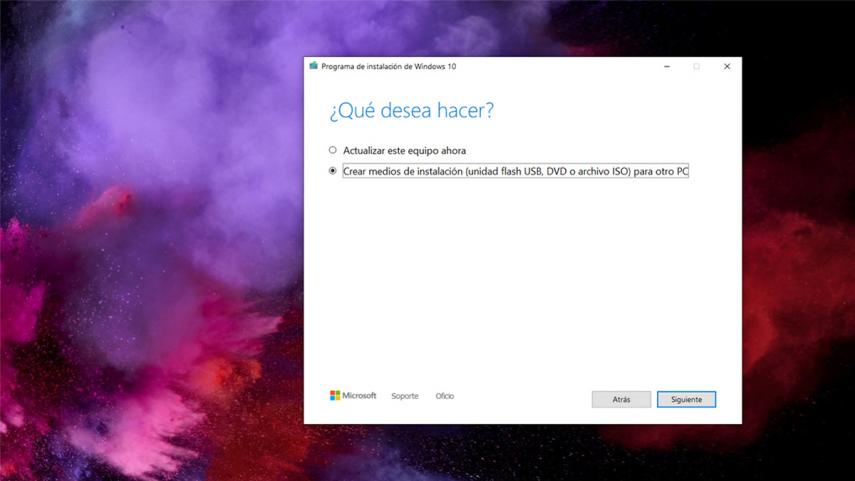 Programa de instalación de Windows 10
¿Qué desea hacer?
Actualizar este equipo ahora
Crear medios de instalación (unidad flash USB, DVD o archivo ISO) para otro PC
Microsoft Soporte Oficio Atrás Siguiente